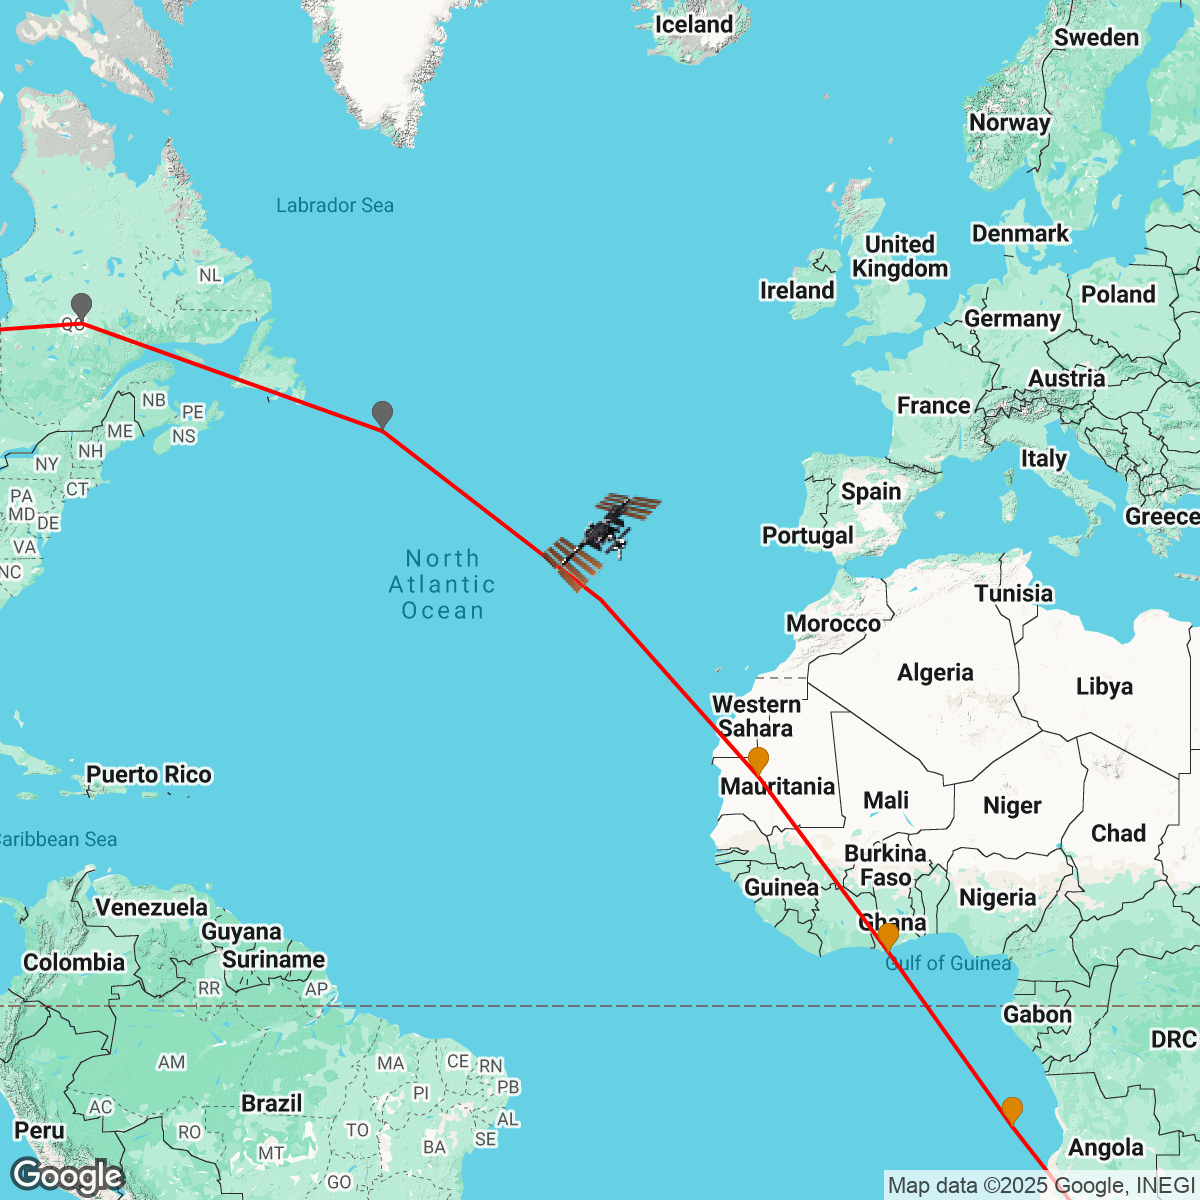 Iceland
Sweden
Norway
Labrador Sea
Denmark
United
Kingdom
NL
Ireland
Poland
Germany
QC
Austria
France
NB
PE
ME
NS
Italy
NH
NY
CT
Spain
PA
MD
DE
Greece
Portugal
VA
North
Atlantic
Ocean
NC
Tunisia
Morocco
Algeria
Libya
Western
Sahara
Puerto Rico
Mauritania
Mali
Niger
Chad
Caribbean Sea
Burkina
Faso
Guinea
Nigeria
Venezuela
Ghana
Guyana
Suriname
Colombia
Gulf of Guinea
RR
AP
Gabon
DRC
AM
MA
CE
RN
PB
PI
AC
Brazil
AL
Peru
RO
TO
SE
MT
BA
Angola
GO
Google
Map data ©2025 Google, INEGI